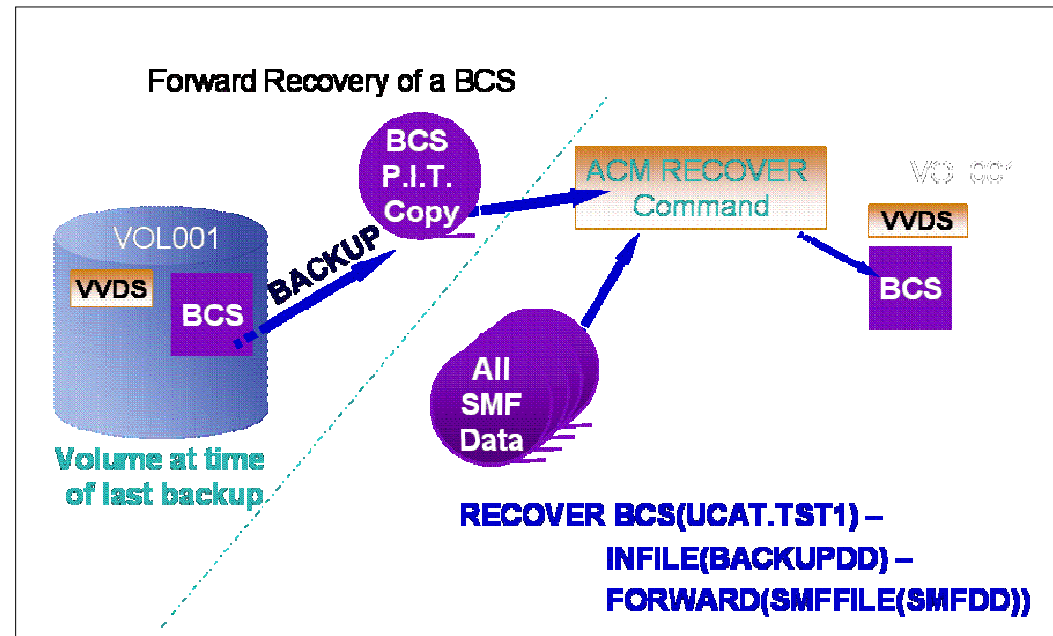 Forward Recovery of a BCS
BCS
P.I.T.
Copy
ACM RECOVER
Command
VOL001
VVDS
BCS
BACKUP
VVDS
BCS
All
SMF
Data
Volume at time
of last backup
RECOVER BCS(UCAT.TST1) –
INFILE(BACKUPDD) –
FORWARD(SMFFILE(SMFDD))